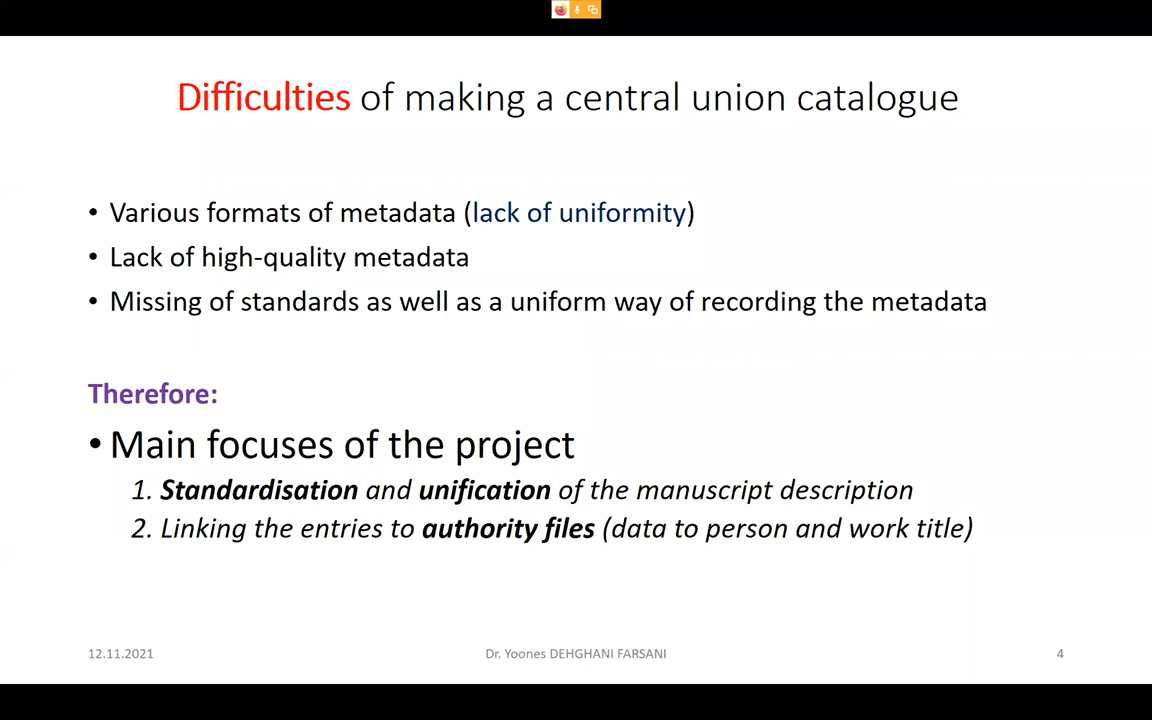 Difficulties of making a central union catalogue
• Various formats of metadata (lack of uniformity)
• Lack of high-quality metadata
• Missing of standards as well as a uniform way of recording the metadata
Therefore:
• Main focuses of the project
1. Standardisation and unification of the manuscript description
2. Linking the entries to authority files (data to person and work title)
12.11.2021
Dr. Yoones DEHGHANI FARSANI
4